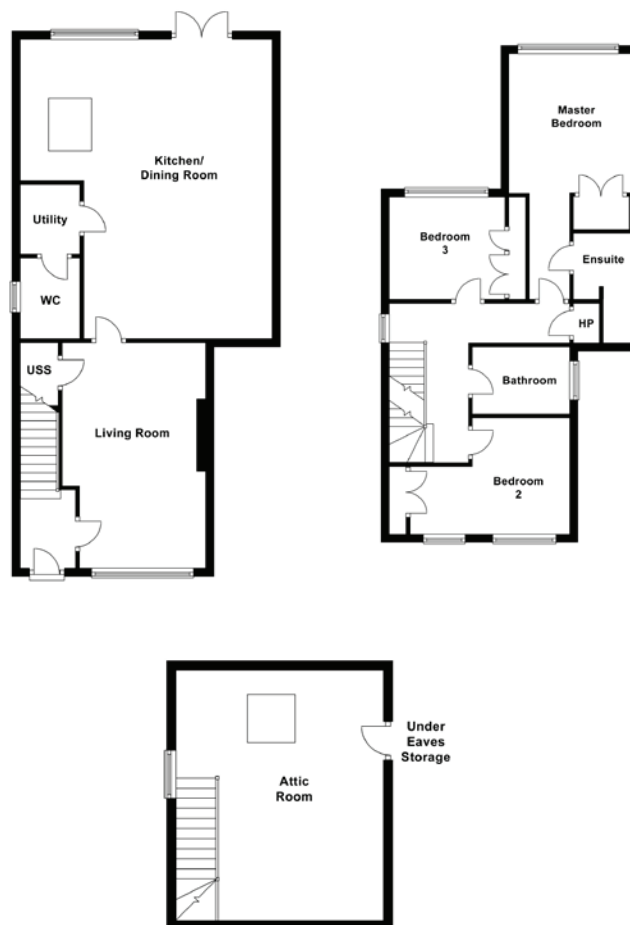 Kitchen/
Dining Room
Utility
WC
USS
Living Room
Master
Bedroom
Bedroom
3
Ensuite
HP
Bathroom
Bedroom
2
Attic
Room
Under
Eaves
Storage